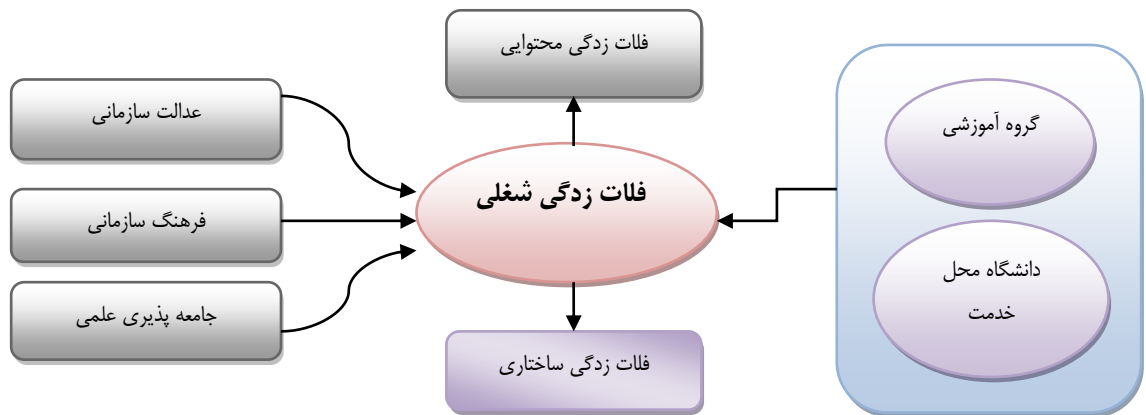 فلات زدگی محتوایی
گروه آموزشی
عدالت سازمانی
فلات زدگی شغلی
فرهنگ سازمانی
دانشگاه محل
خدمت
جامعه پذیری علمی
فلات زدگی ساختاری